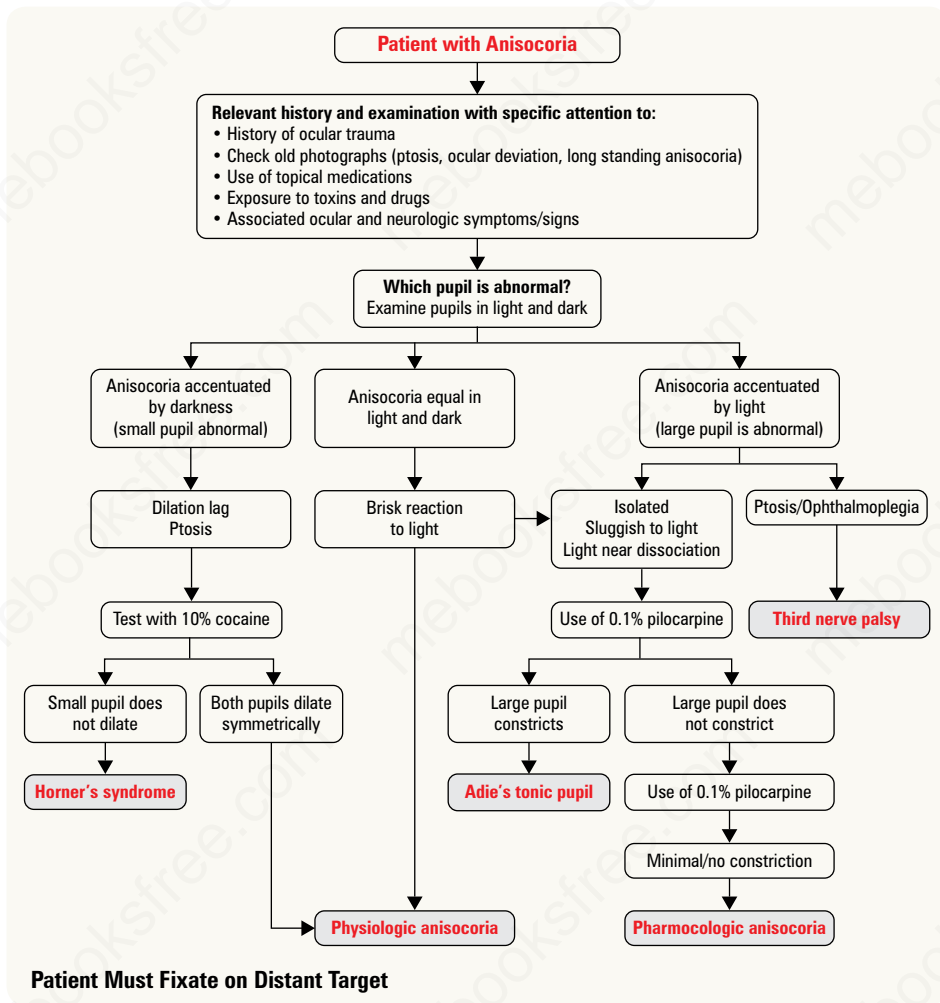 Patient with Anisocoria
Relevant history and examination with specific attention to:
• History of ocular trauma
• Check old photographs (ptosis, ocular deviation, long standing anisocoria)
• Use of topical medications
• Exposure to toxins and drugs
• Associated ocular and neurologic symptoms/signs
Which pupil is abnormal?
Examine pupils in light and dark
Anisocoria accentuated
by darkness
(small pupil abnormal)
Anisocoria equal in
light and dark
Anisocoria accentuated
by light
(large pupil is abnormal)
Dilation lag
Ptosis
Brisk reaction
to light
Isolated
Sluggish to light
Light near dissociation
Ptosis/Ophthalmoplegia
Test with 10% cocaine
Use of 0.1% pilocarpine
Third nerve palsy
Small pupil does
not dilate
Both pupils dilate
symmetrically
Large pupil
constricts
Large pupil does
not constrict
Horner's syndrome
Adie's tonic pupil
Use of 0.1% pilocarpine
Minimal/no constriction
Physiologic anisocoria
Pharmocologic anisocoria
Patient Must Fixate on Distant Target
mebooksfree.com